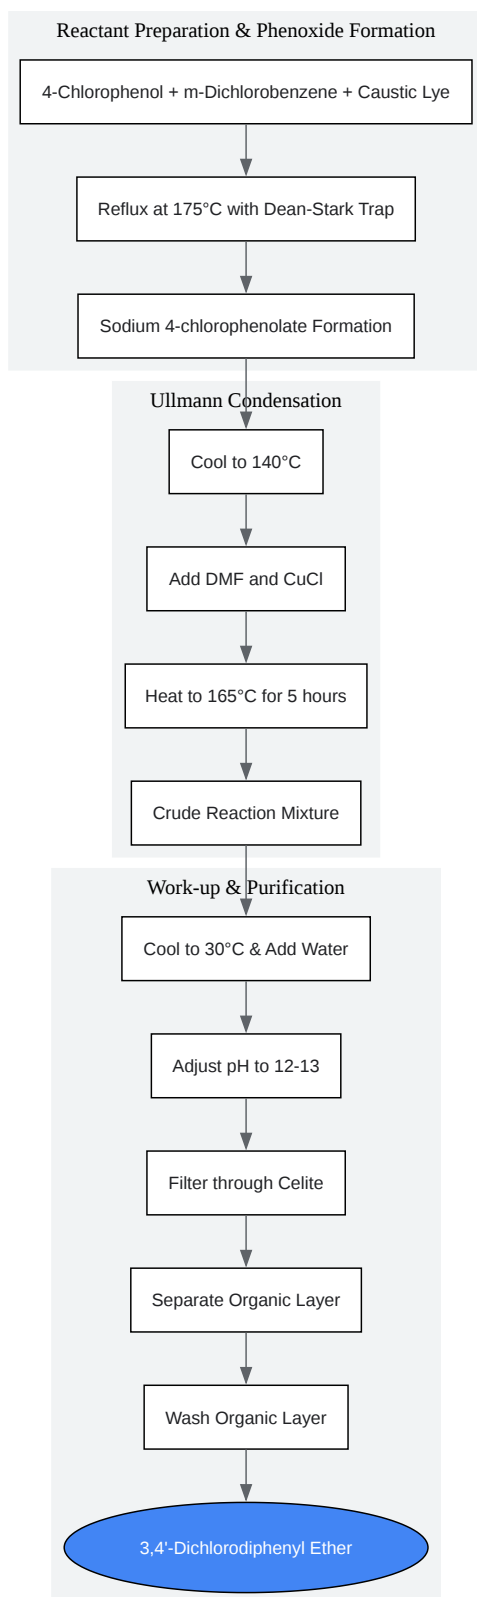 Reactant Preparation & Phenoxide Formation
4-Chlorophenol + m-Dichlorobenzene + Caustic Lye
Reflux at 175°C with Dean-Stark Trap
Sodium 4-chlorophenolate Formation
Ullmann Condensation
Cool to 140°C
Add DMF and CuCl
Heat to 165°C for 5 hours
Crude Reaction Mixture
Work-up & Purification
Cool to 30°C & Add Water
Adjust pH to 12-13
Filter through Celite
Separate Organic Layer
Wash Organic Layer
3,4'-Dichlorodiphenyl Ether